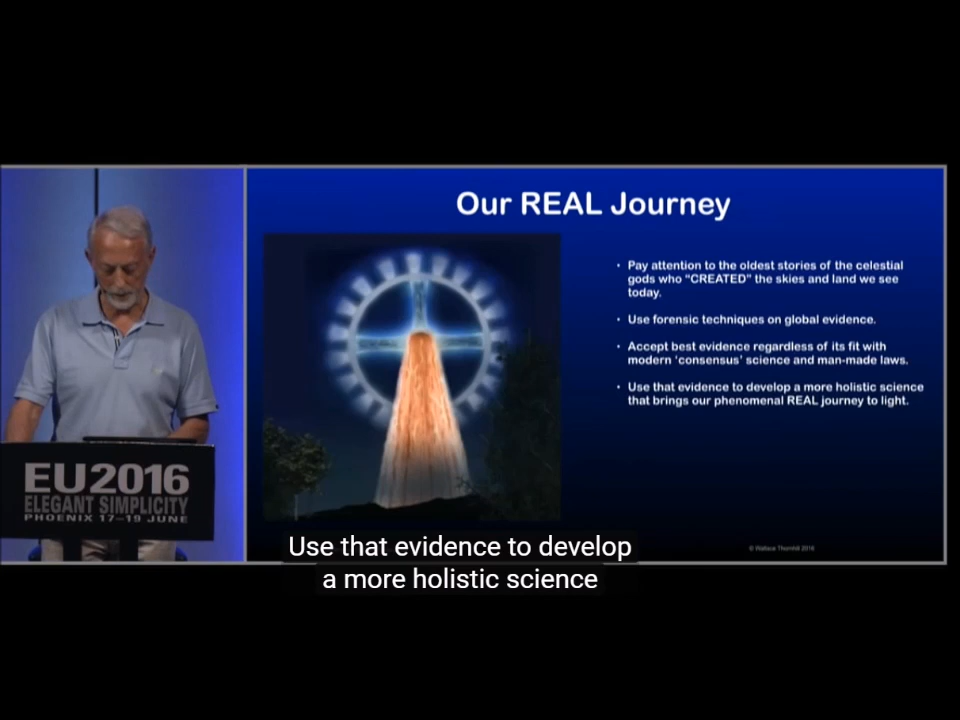 Our REAL Journey
• Pay attention to the oldest stories of the celestial
gods who "CREATED" the skies and land we see
today.
• Use forensic techniques on global evidence.
• Accept best evidence regardless of its fit with
modern 'consensus' science and man-made laws.
• Use that evidence to develop a more holistic science
that brings our phenomenal REAL journey to light.
© Wallace Thornhill 2016
EU2016
ELEGANT SIMPLICITY
PHOENIX 17–19 JUNE
Use that evidence to develop
a more holistic science